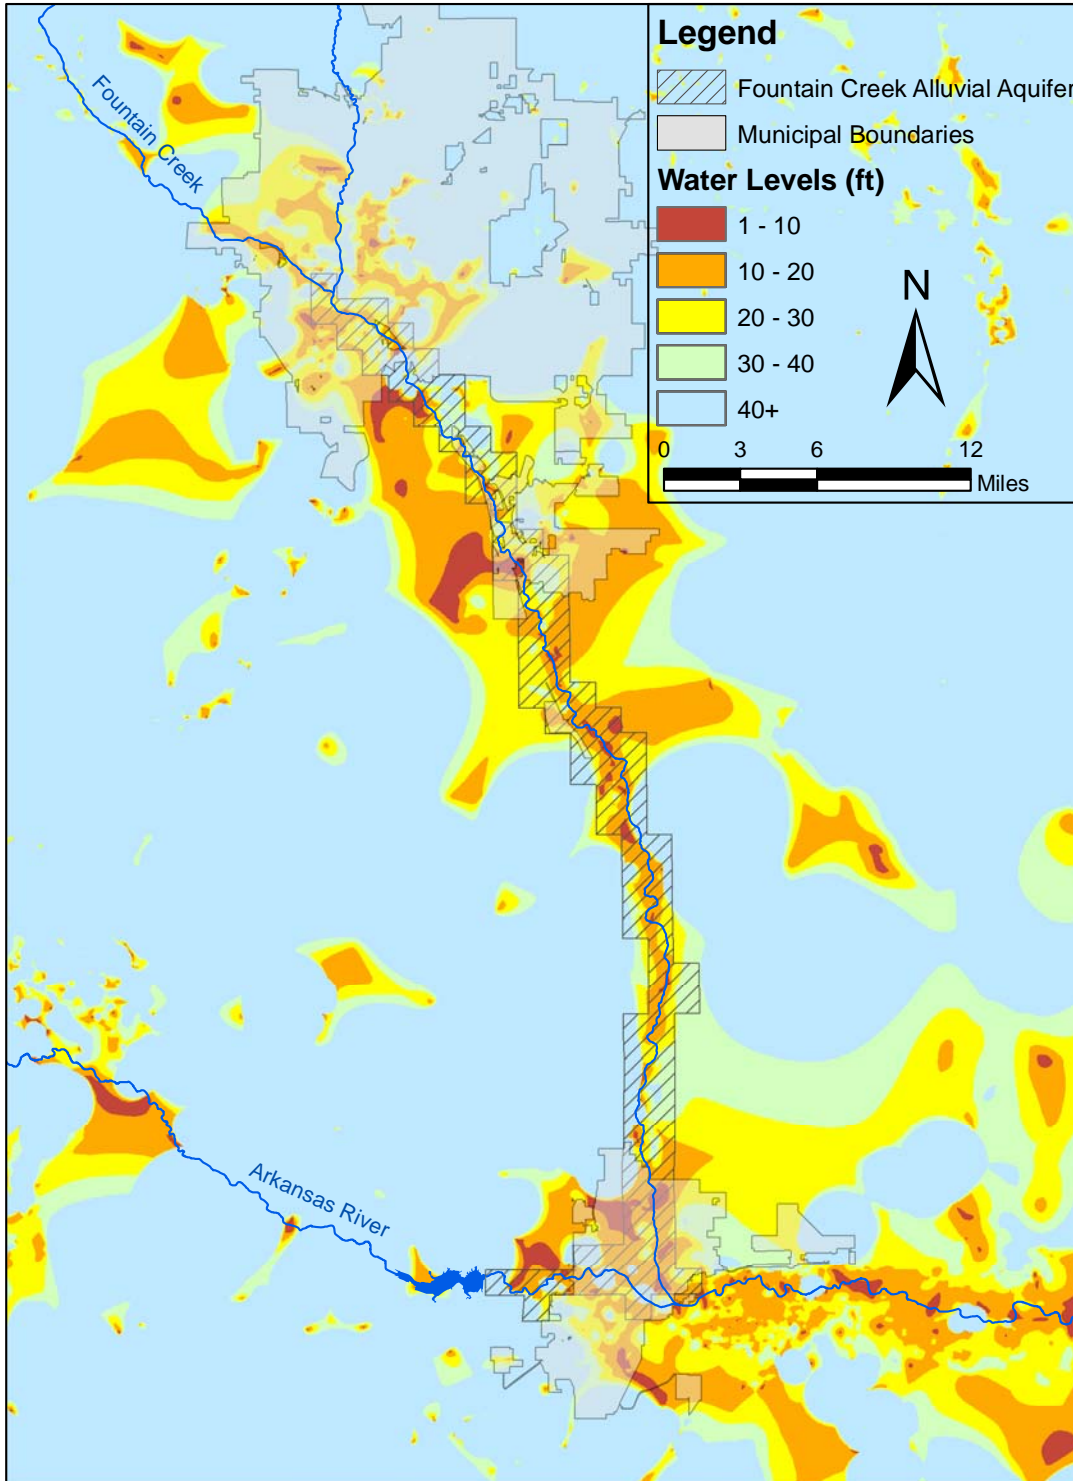 Legend
Fountain Creek Alluvial Aquifer
Municipal Boundaries
Water Levels (ft)
1 - 10
10 - 20
20 - 30
30 - 40
40+
N
0 3 6 12
Miles
Fountain Creek
Arkansas River